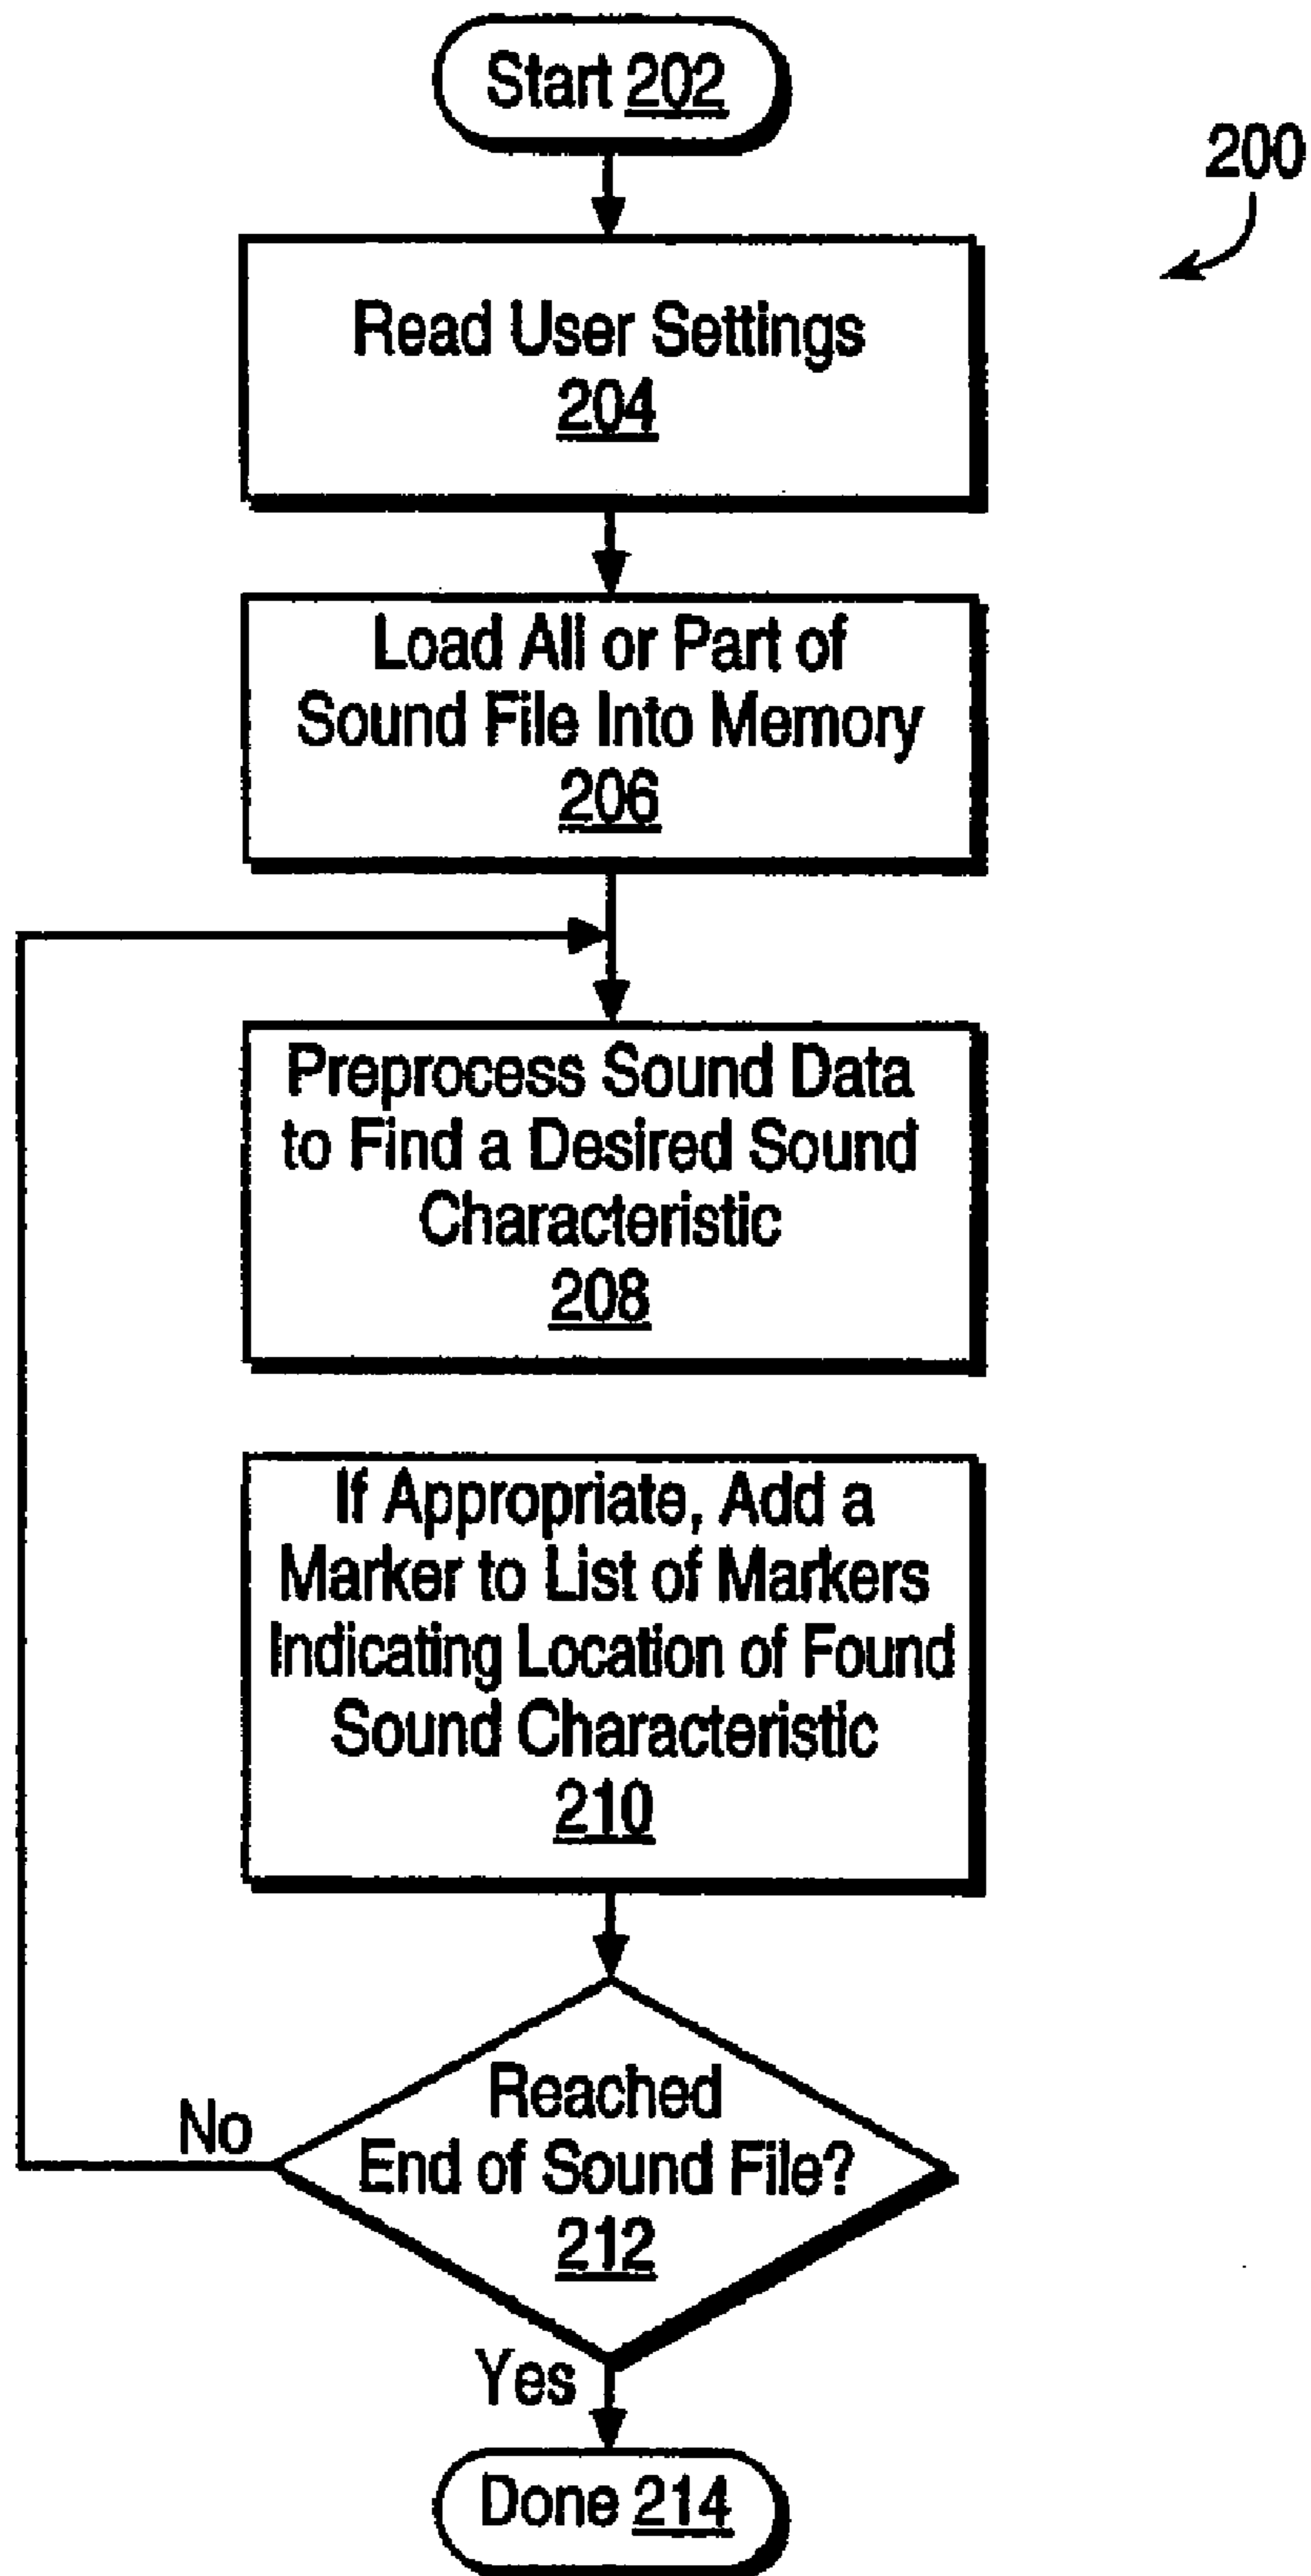 Start 202
200
Read User Settings
204
Load All or Part of
Sound File Into Memory
206
Preprocess Sound Data
to Find a Desired Sound
Characteristic
208
If Appropriate, Add a
Marker to List of Markers
Indicating Location of Found
Sound Characteristic
210
Reached
End of Sound File?
212
No
Yes
Done 214